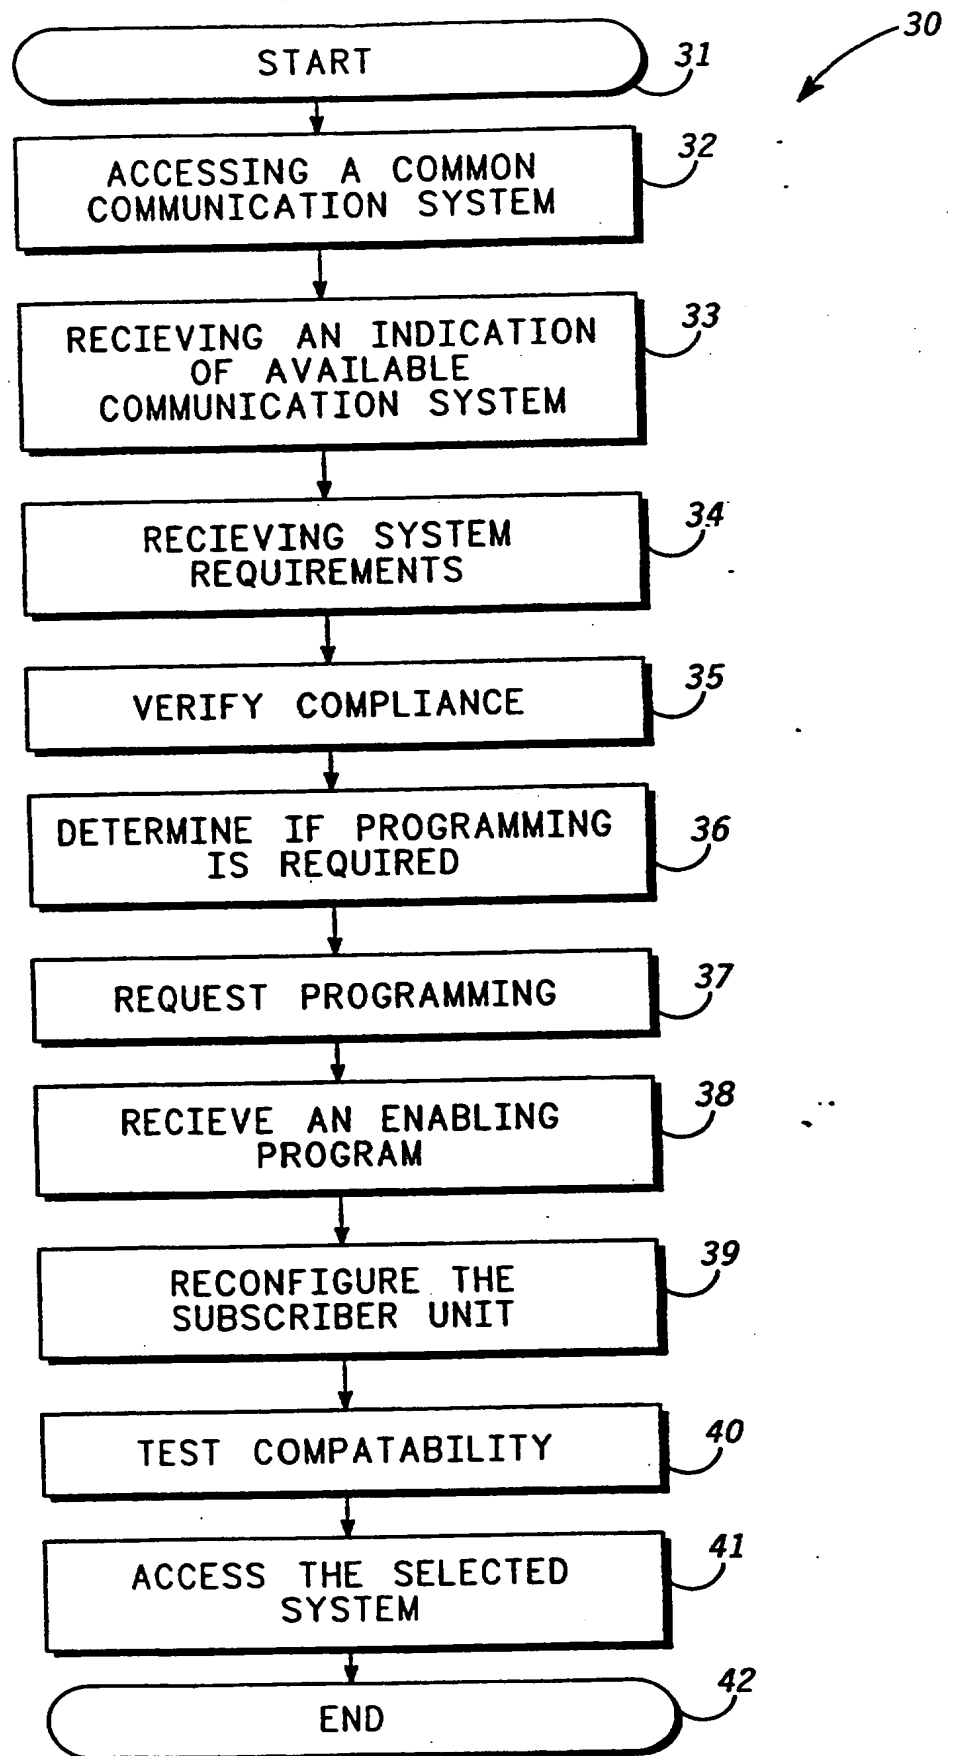 30
START
31
ACCESSING A COMMON
COMMUNICATION SYSTEM
32
RECIEVING AN INDICATION
OF AVAILABLE
COMMUNICATION SYSTEM
33
RECIEVING SYSTEM
REQUIREMENTS
34
VERIFY COMPLIANCE
35
DETERMINE IF PROGRAMMING
IS REQUIRED
36
REQUEST PROGRAMMING
37
RECIEVE AN ENABLING
PROGRAM
38
RECONFIGURE THE
SUBSCRIBER UNIT
39
TEST COMPATABILITY
40
ACCESS THE SELECTED
SYSTEM
41
END
42